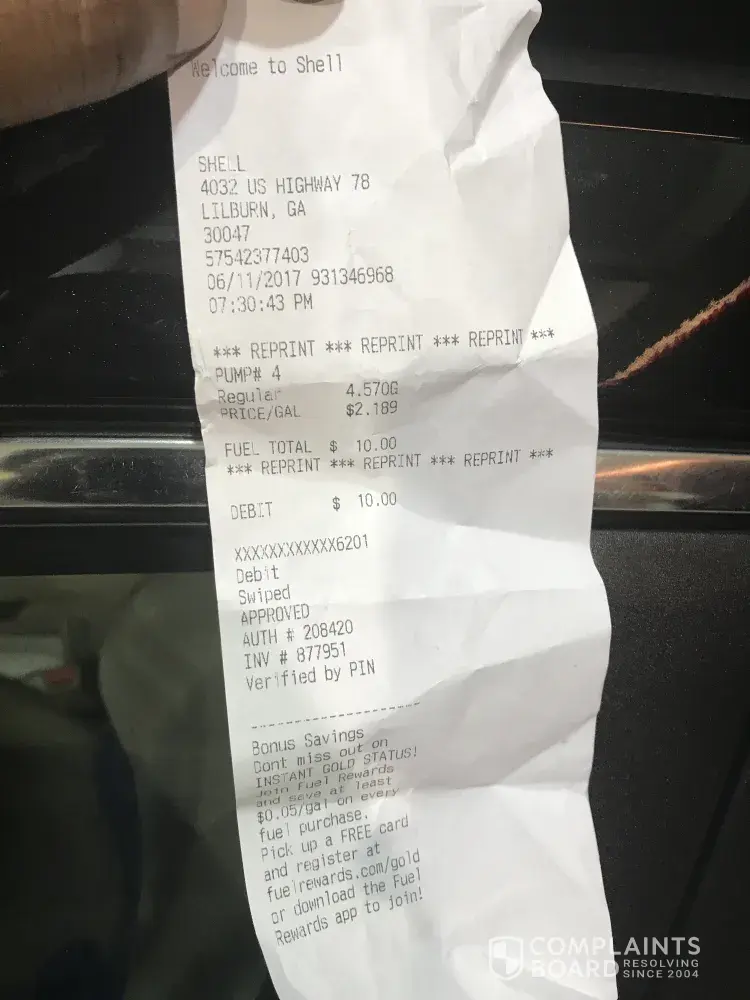 Welcome to Shell
SHELL
4032 US HIGHWAY 78
LILBURN, GA
30047
57542377403
06/11/2017 931346968
07:30:43 PM
*** REPRINT *** REPRINT *** REPRINT ***
PUMP# 4
Regular 4.570G
PRICE/GAL $2.189
FUEL TOTAL $ 10.00
*** REPRINT *** REPRINT *** REPRINT ***
DEBIT $ 10.00
XXXXXXXXXXXX6201
Debit
Swiped
APPROVED
AUTH # 208420
INV # 877951
Verified by PIN
--------------------
Bonus Savings
Dont miss out on
INSTANT GOLD STATUS!
Join Fuel Rewards
and save at least
$0.05/gal on every
fuel purchase.
Pick up a FREE card
and register at
fuelrewards.com/gold
or download the Fuel
Rewards app to join!
COMPLAINTS
BOARD RESOLVING
SINCE 2004